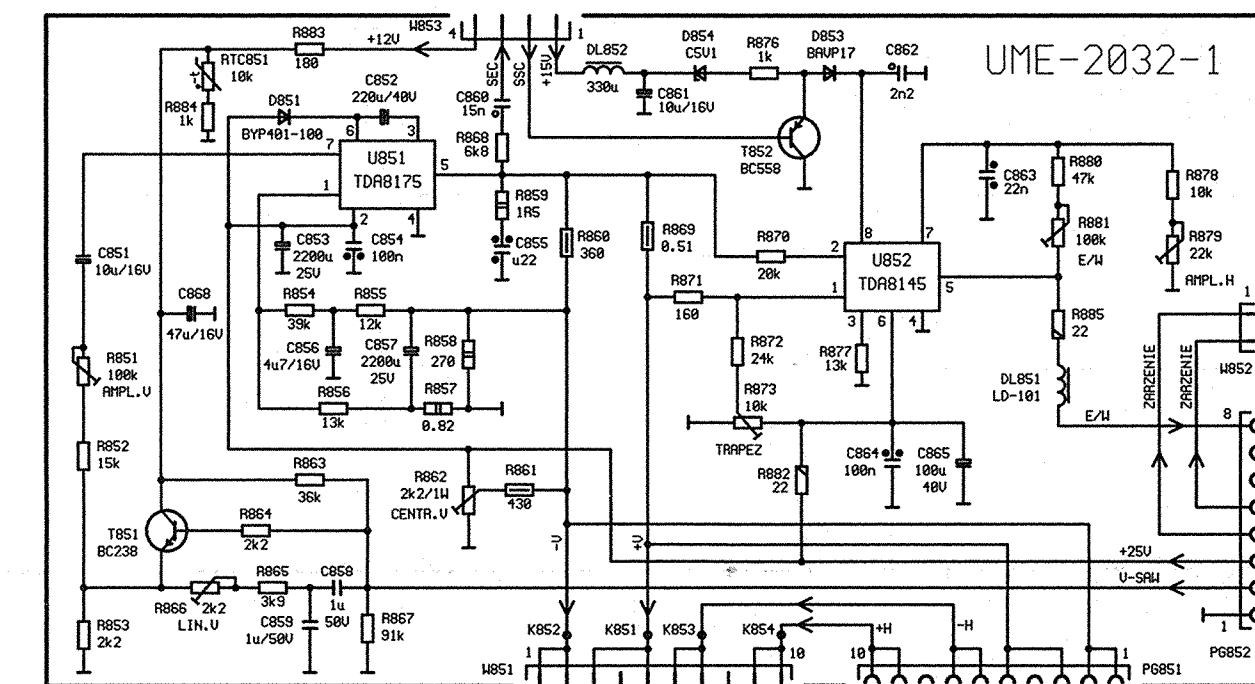 W853
4
1
R883
180
+12V
RTC851
10k
-t
R884
1k
D851
BYP401-100
C852
220u/40V
SEC
SSC
+15V
C860
15n
R868
6k8
DL852
330u
C861
10u/16V
D854
C5V1
R876
1k
D853
BAVP17
C862
2n2
UME-2032-1
T852
BC558
7
6
3
U851
TDA8175
5
1
2
4
R859
1R5
C855
u22
C853
2200u
25V
C854
100n
R860
360
R869
0.51
R870
20k
R871
160
8
7
2
U852
TDA8145
1
5
3
6
4
C863
22n
R880
47k
R881
100k
E/W
R878
10k
R879
22k
AMPL.H
C851
10u/16V
C868
47u/16V
R854
39k
R855
12k
C856
4u7/16V
C857
2200u
25V
R858
270
R856
13k
R857
0.82
R851
100k
AMPL.V
R872
24k
R873
10k
TRAPEZ
R877
13k
R885
22
DL851
LD-101
E/W
ZARZENIE
ZARZENIE
1
W852
8
R852
15k
R863
36k
R862
2k2/1W
CENTR.V
R861
430
R882
22
C864
100n
C865
100u
40V
T851
BC238
R864
2k2
-V
+V
+25V
V-SAW
R866
2k2
LIN.V
R865
3k9
C858
1u
50V
C859
1u/50V
R867
91k
R853
2k2
K852
K851
K853
K854
+H
-H
W851
1
10
10
1
PG851
1
PG852